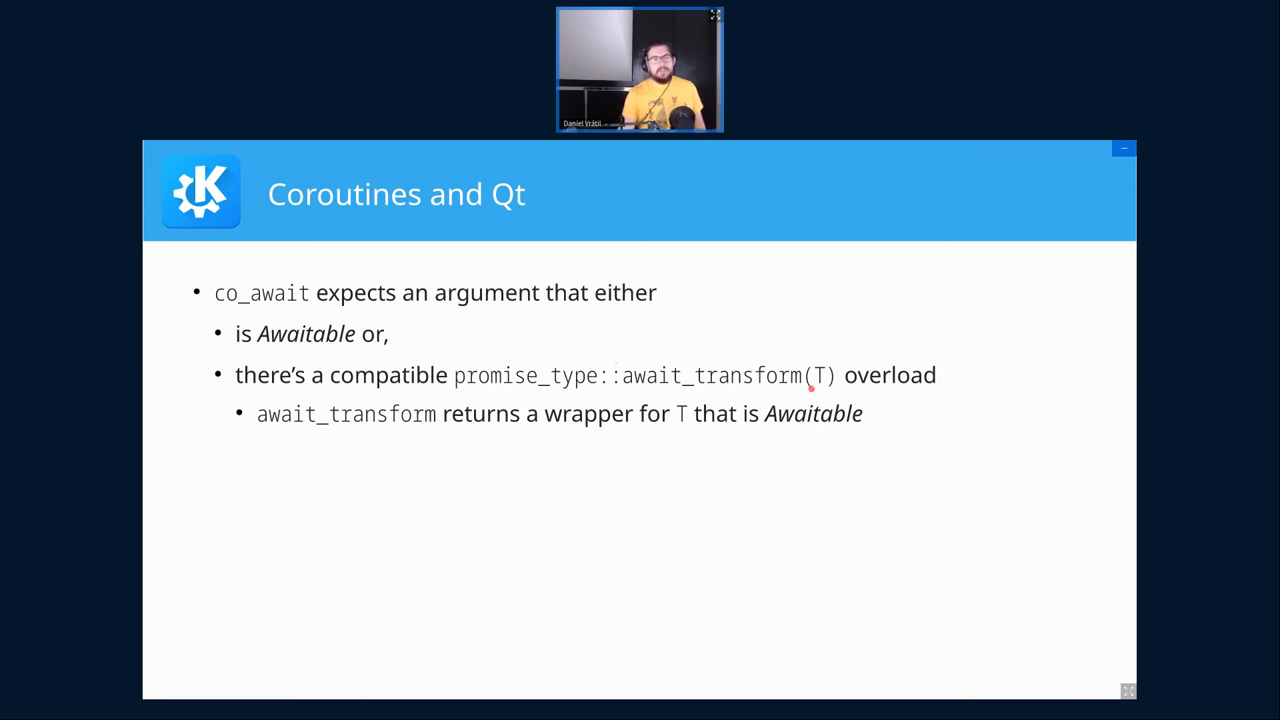 Daniel Vrátil
Coroutines and Qt
• co_await expects an argument that either
• is Awaitable or,
• there's a compatible promise_type::await_transform(T) overload
• await_transform returns a wrapper for T that is Awaitable